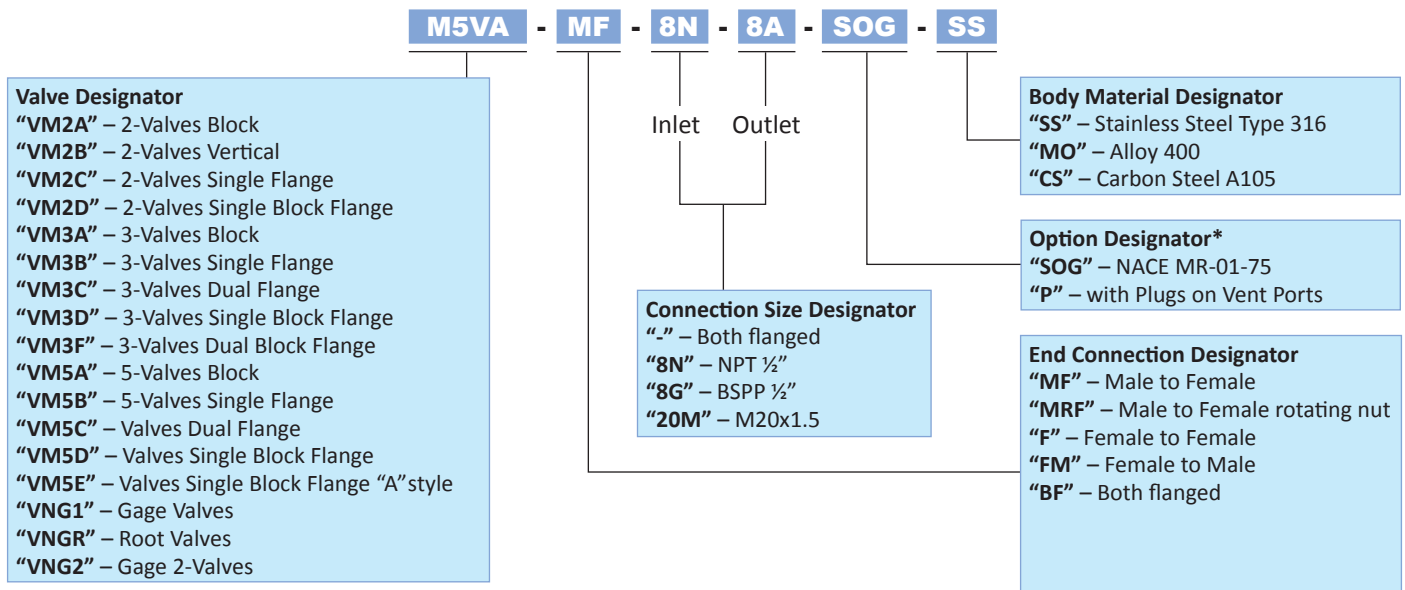 M5VA - MF - 8N - 8A - SOG - SS
Valve Designator
“VM2A” – 2-Valves Block
“VM2B” – 2-Valves Vertical
“VM2C” – 2-Valves Single Flange
“VM2D” – 2-Valves Single Block Flange
“VM3A” – 3-Valves Block
“VM3B” – 3-Valves Single Flange
“VM3C” – 3-Valves Dual Flange
“VM3D” – 3-Valves Single Block Flange
“VM3F” – 3-Valves Dual Block Flange
“VM5A” – 5-Valves Block
“VM5B” – 5-Valves Single Flange
“VM5C” – Valves Dual Flange
“VM5D” – Valves Single Block Flange
“VM5E” – Valves Single Block Flange “A”style
“VNG1” – Gage Valves
“VNGR” – Root Valves
“VNG2” – Gage 2-Valves
Inlet Outlet
Connection Size Designator
“-” – Both flanged
“8N” – NPT ½”
“8G” – BSPP ½”
“20M” – M20x1.5
Body Material Designator
“SS” – Stainless Steel Type 316
“MO” – Alloy 400
“CS” – Carbon Steel A105
Option Designator*
“SOG” – NACE MR-01-75
“P” – with Plugs on Vent Ports
End Connection Designator
“MF” – Male to Female
“MRF” – Male to Female rotating nut
“F” – Female to Female
“FM” – Female to Male
“BF” – Both flanged